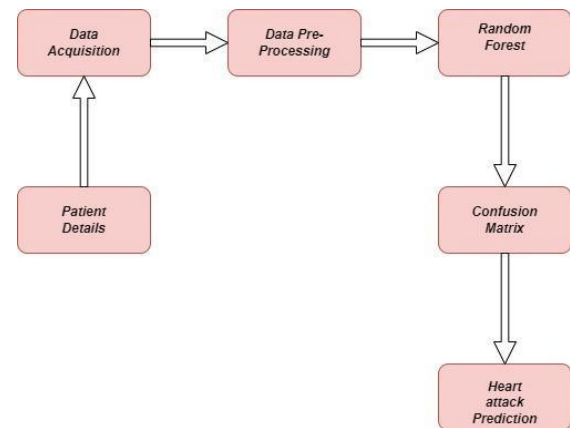 Data
Acquisition
Data Pre-
Processing
Random
Forest
Patient
Details
Confusion
Matrix
Heart
attack
Prediction